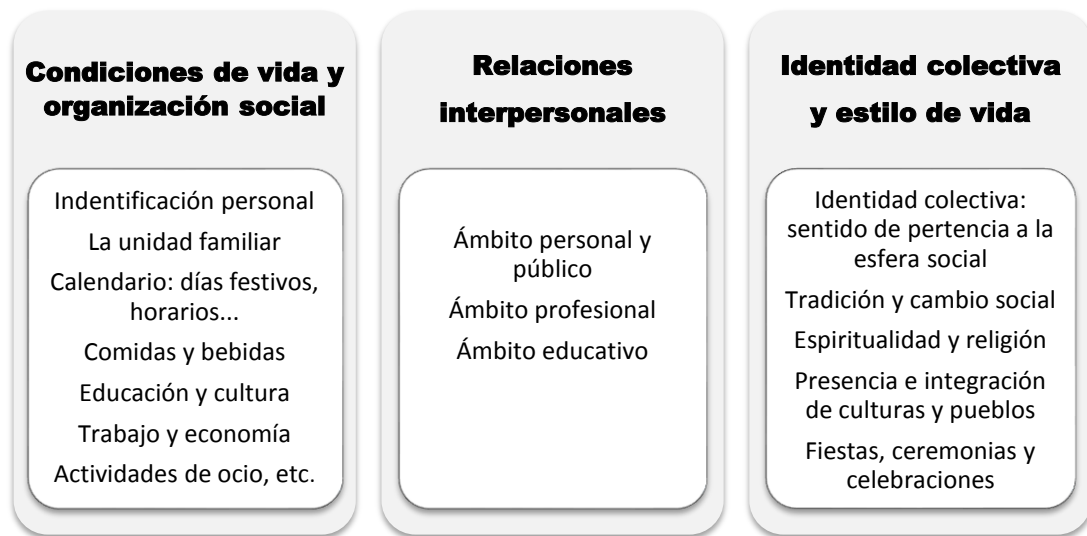 Condiciones de vida y
organización social
Indentificación personal
La unidad familiar
Calendario: días festivos,
horarios...
Comidas y bebidas
Educación y cultura
Trabajo y economía
Actividades de ocio, etc.
Relaciones
interpersonales
Ámbito personal y
público
Ámbito profesional
Ámbito educativo
Identidad colectiva
y estilo de vida
Identidad colectiva:
sentido de pertencia a la
esfera social
Tradición y cambio social
Espiritualidad y religión
Presencia e integración
de culturas y pueblos
Fiestas, ceremonias y
celebraciones